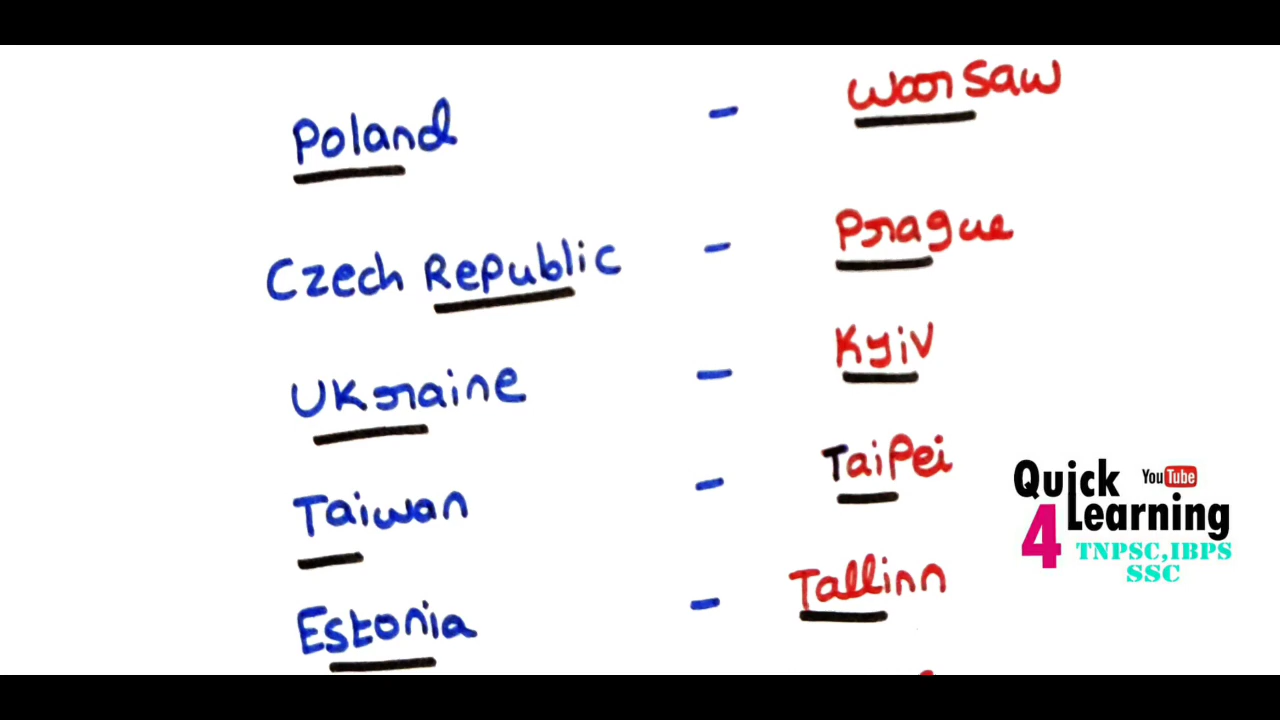 Poland - Warsaw
Czech Republic - Prague
Ukraine - Kyiv
Taiwan - Taipei
Estonia - Tallinn
Quick YouTube
4 Learning
TNPSC,IBPS
SSC